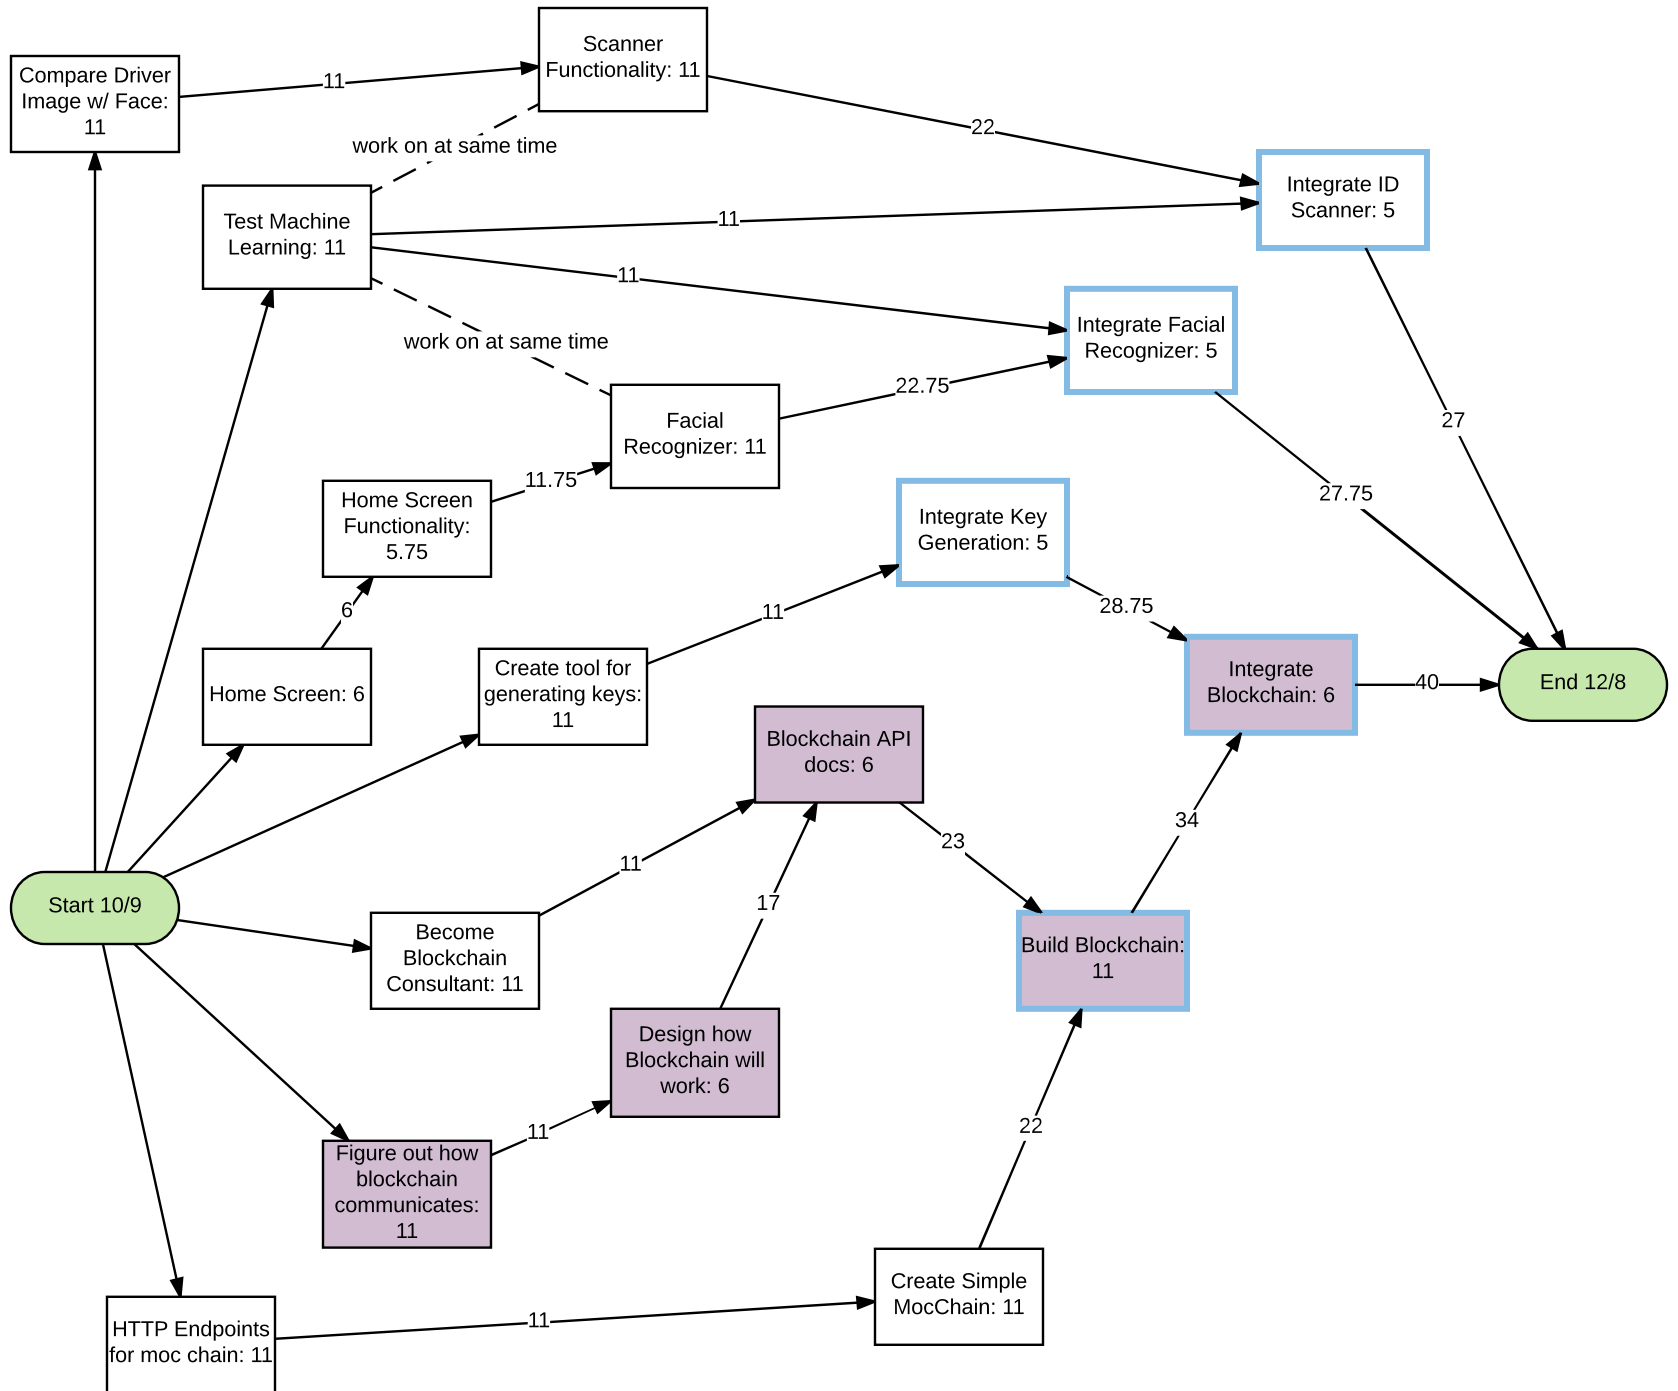 Scanner
Functionality: 11
Compare Driver
Image w/ Face:
11
11
22
work on at same time
Integrate ID
Scanner: 5
Test Machine
Learning: 11
11
11
Integrate Facial
Recognizer: 5
work on at same time
22.75
Facial
Recognizer: 11
27
11.75
Home Screen
Functionality:
5.75
27.75
Integrate Key
Generation: 5
6
11
28.75
Home Screen: 6
Create tool for
generating keys:
11
Integrate
Blockchain: 6
40
End 12/8
Blockchain API
docs: 6
34
23
11
17
Start 10/9
Become
Blockchain
Consultant: 11
Build Blockchain:
11
Design how
Blockchain will
work: 6
11
22
Figure out how
blockchain
communicates:
11
Create Simple
MocChain: 11
11
HTTP Endpoints
for moc chain: 11